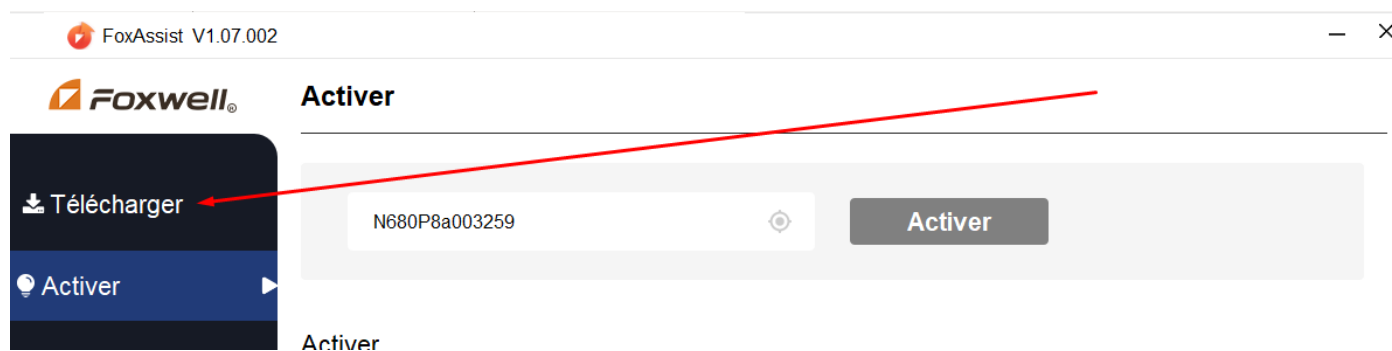 FoxAssist V1.07.002
Foxwell®
Activer
Télécharger
N680P8a003259
Activer
Activer
Activer